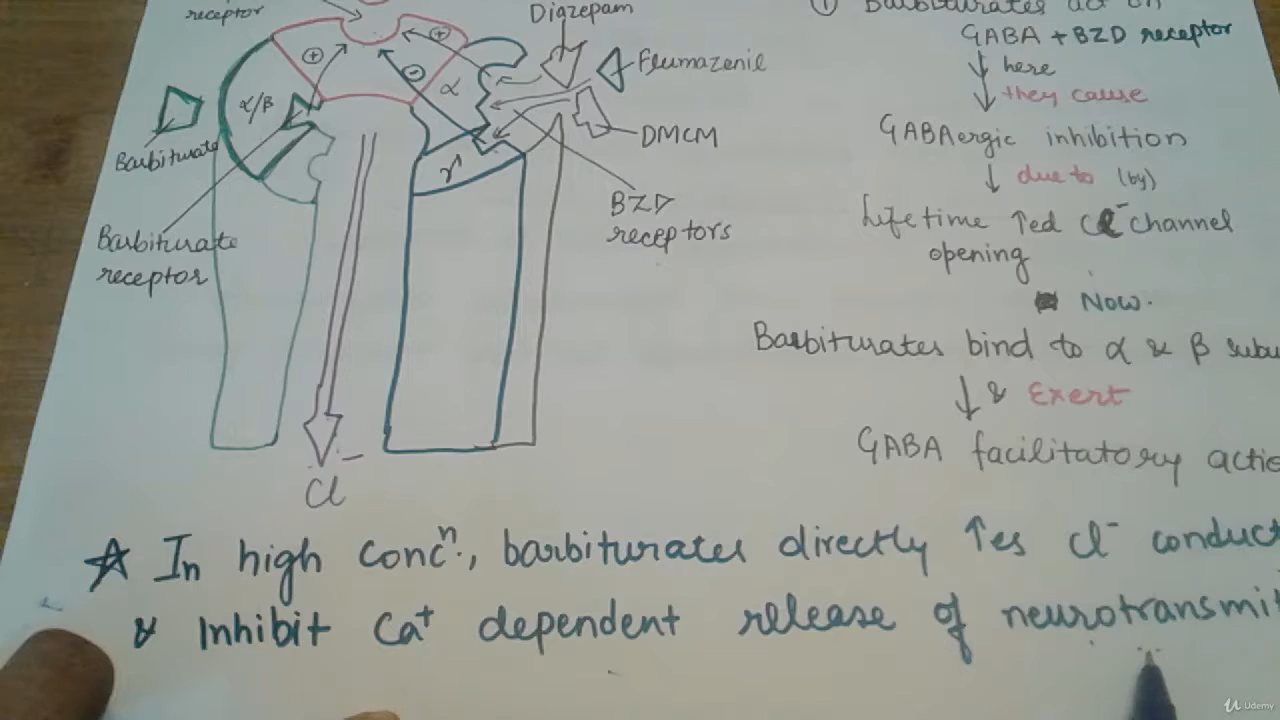 receptor
Diazepam
Flumazenil
DMCM
BZD
receptors
α/β
α
γ
⊕
⊕
⊖
Barbiturate
Barbiturate
receptor
Cl⁻
① Barbiturates act on
GABA + BZD receptor
↓ here
↓ they cause
GABAergic inhibition
↓ due to (by)
Lifetime ↑ed Cl⁻ channel
opening
Now.
Barbiturates bind to α & β
↓ & Exert
GABA facilitatory
☆ In high concⁿ., barbiturates directly ↑es Cl⁻
& Inhibit Ca⁺ dependent release of
Udemy